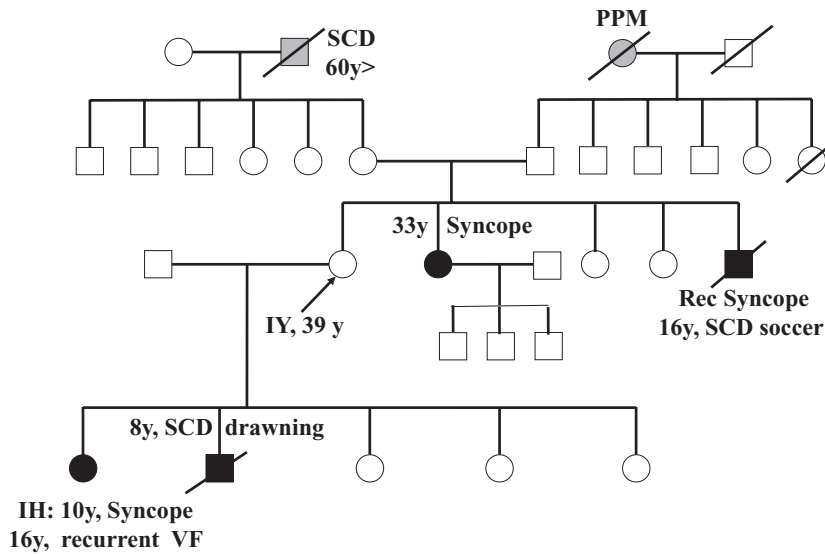 SCD
60y>
PPM
33y Syncope
IY, 39 y
Rec Syncope
16y, SCD soccer
8y, SCD drawning
IH: 10y, Syncope
16y, recurrent VF